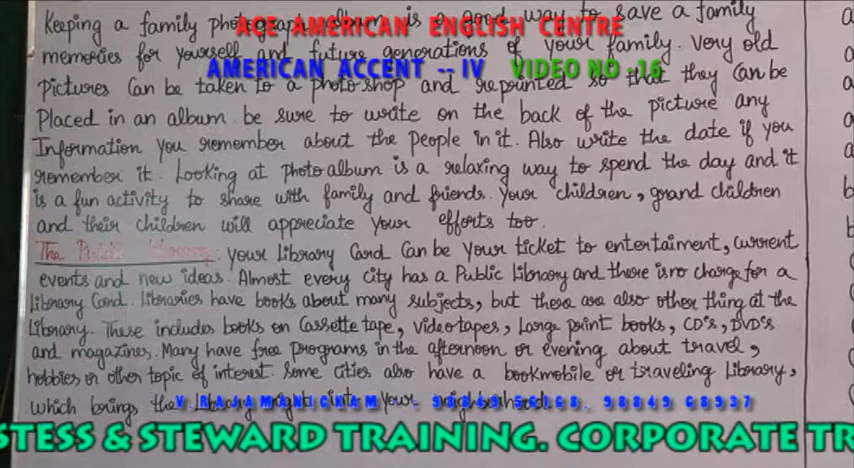 ACE AMERICAN ENGLISH CENTRE
AMERICAN ACCENT -- IV VIDEO NO -16
Keeping a family photograph album is a good way to save a family
memories for yourself and future generations of your family. Very old
pictures can be taken to a photo shop and reprinted so that they can be
placed in an album. be sure to write on the back of the picture any
Information you remember about the people in it. Also write the date if you
remember it. Looking at photo album is a relaxing way to spend the day and it
is a fun activity to share with family and friends. your children, grand children
and their children will appreciate your efforts too.
The Public Library your Library Card can be your ticket to entertaiment, current
events and new ideas. Almost every city has a Public Library and there is no charge for a
Library Card. Libraries have books about many subjects, but these are also other thing at the
Library. These includes books on Cassette tape, video tapes, Large print books, CD's, DVD's
and magazines. Many have free programs in the afternoon or evening about travel,
hobbies or other topic of interest. Some cities also have a bookmobile or traveling Library,
which brings the Library right into your neighborhood.
V RAJAMANICKAM 98849 68937
STESS & STEWARD TRAINING. CORPORATE TR